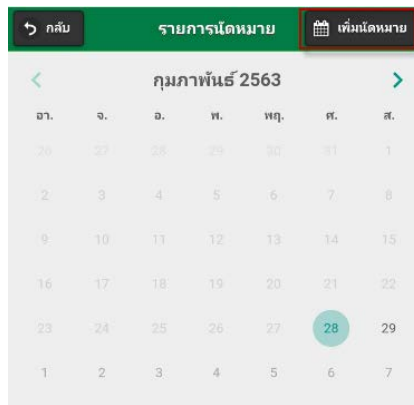 กลับ รายการนัดหมาย เพิ่มนัดหมาย
กุมภาพันธ์ 2563
อา. จ. อ. พ. พฤ. ศ. ส.
26 27 28 29 30 31 1
2 3 4 5 6 7 8
9 10 11 12 13 14 15
16 17 18 19 20 21 22
23 24 25 26 27 28 29
1 2 3 4 5 6 7